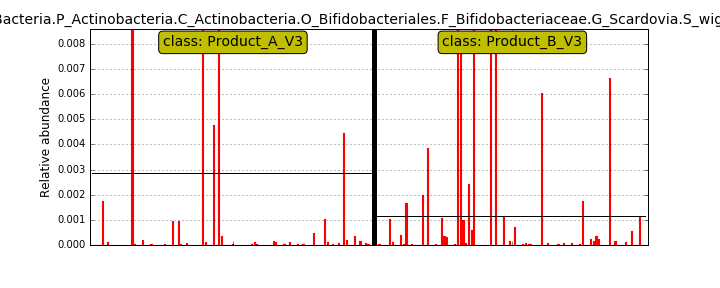 Bacteria.P_Actinobacteria.C_Actinobacteria.O_Bifidobacteriales.F_Bifidobacteriaceae.G_Scardovia.S_wig
class: Product_A_V3
class: Product_B_V3
Relative abundance
0.008
0.007
0.006
0.005
0.004
0.003
0.002
0.001
0.000